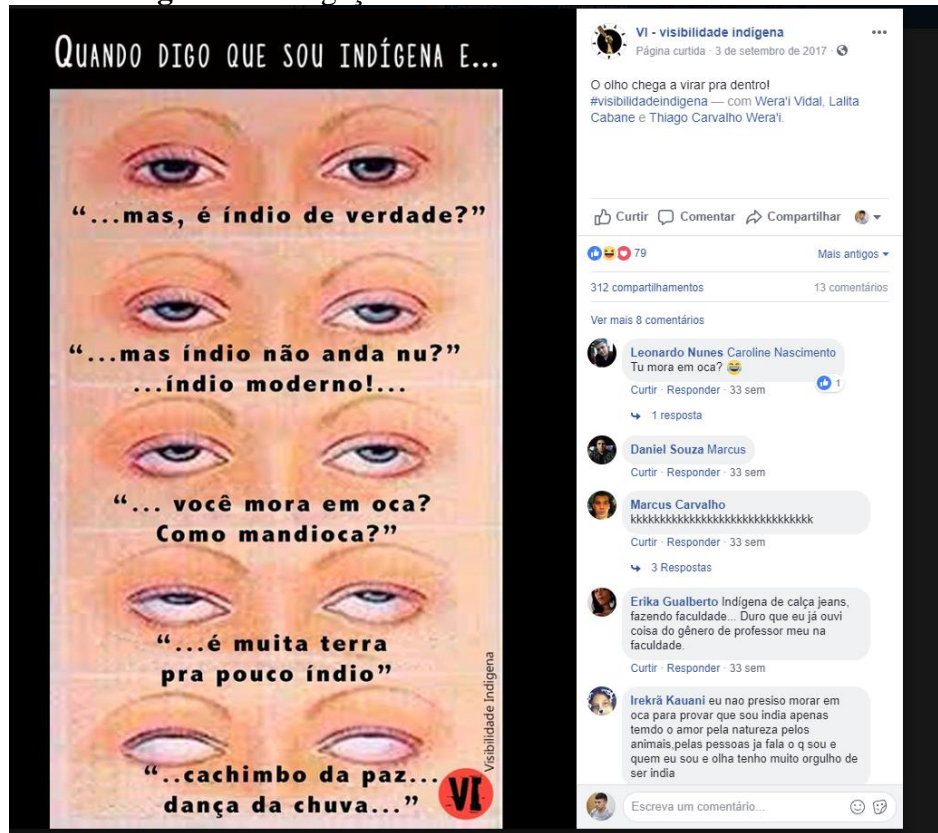 QUANDO DIGO QUE SOU INDÍGENA E...
“...mas, é índio de verdade?”
“...mas índio não anda nu?”
...índio moderno!...
“... você mora em oca?
Como mandioca?”
“...é muita terra
pra pouco índio”
“..cachimbo da paz...
dança da chuva...”
Visibilidade Indigena
VI
VI - visibilidade indígena
Página curtida · 3 de setembro de 2017 ·
O olho chega a virar pra dentro!
#visibilidadeindigena — com Wera'i Vidal, Lalita
Cabane e Thiago Carvalho Wera'i.
Curtir Comentar Compartilhar
79 Mais antigos
312 compartilhamentos 13 comentários
Ver mais 8 comentários
Leonardo Nunes Caroline Nascimento
Tu mora em oca?
1
Curtir · Responder · 33 sem
1 resposta
Daniel Souza Marcus
Curtir · Responder · 33 sem
Marcus Carvalho
kkkkkkkkkkkkkkkkkkkkkkkkkkkkkkk
Curtir · Responder · 33 sem
3 Respostas
Erika Gualberto Indígena de calça jeans,
fazendo faculdade... Duro que eu já ouvi
coisa do gênero de professor meu na
faculdade.
Curtir · Responder · 33 sem
Irekrã Kauani eu nao presiso morar em
oca para provar que sou india apenas
temdo o amor pela natureza pelos
animais,pelas pessoas ja fala o q sou e
quem eu sou e olha tenho muito orgulho de
ser india
Escreva um comentário...